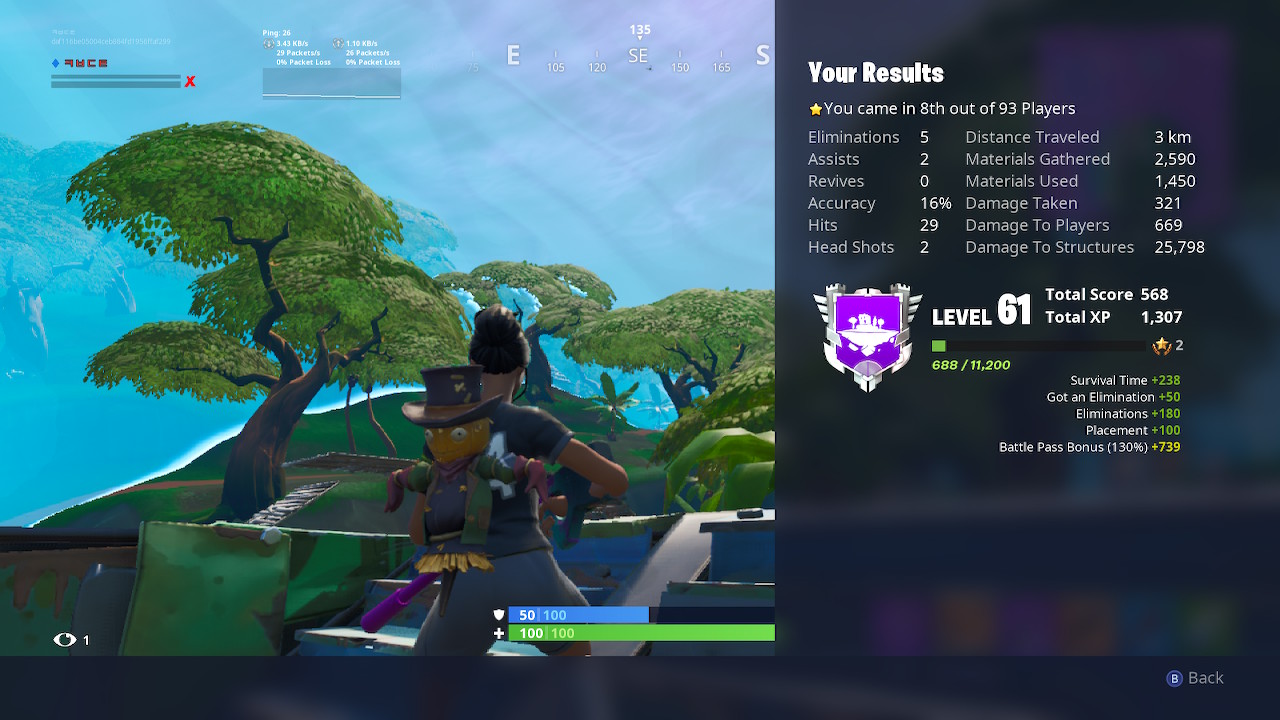 Ping: 26
3.43 KB/s 1.10 KB/s
29 Packets/s 26 Packets/s
0% Packet Loss 0% Packet Loss
X
135
75 E 105 120 SE 150 165 S
Your Results
You came in 8th out of 93 Players
Eliminations 5 Distance Traveled 3 km
Assists 2 Materials Gathered 2,590
Revives 0 Materials Used 1,450
Accuracy 16% Damage Taken 321
Hits 29 Damage To Players 669
Head Shots 2 Damage To Structures 25,798
LEVEL 61
Total Score 568
Total XP 1,307
2
688 / 11,200
Survival Time +238
Got an Elimination +50
Eliminations +180
Placement +100
Battle Pass Bonus (130%) +739
4
50 | 100
100 | 100
1
B Back